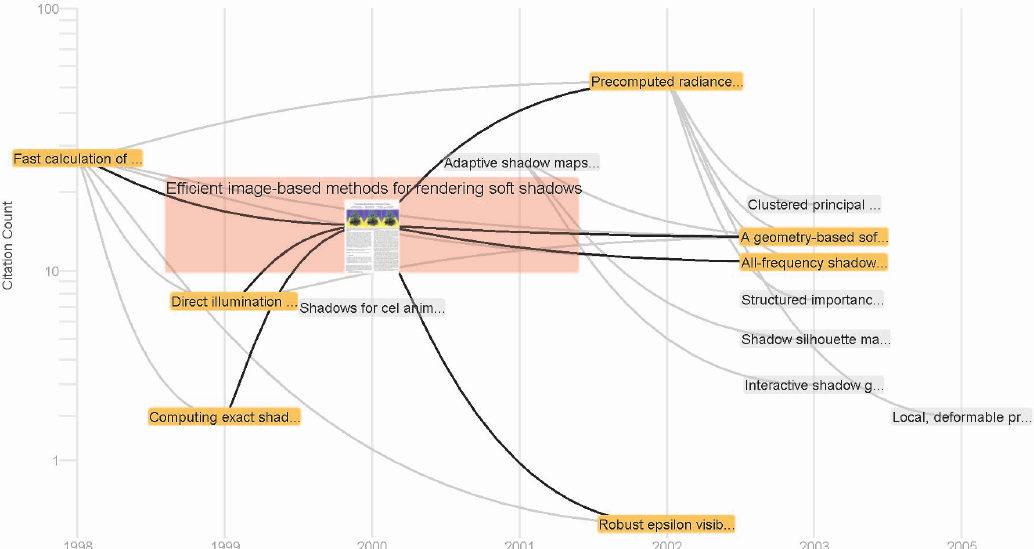 100
Precomputed radiance...
Fast calculation of ...
Adaptive shadow maps...
Efficient image-based methods for rendering soft shadows
Clustered principal ...
Citation Count
A geometry-based sof...
All-frequency shadow...
10
Direct illumination ...
Shadows for cel anim...
Structured importanc...
Shadow silhouette ma...
Interactive shadow g...
Computing exact shad...
Local, deformable pr...
1
Robust epsilon visib...
1998 1999 2000 2001 2002 2003 2005